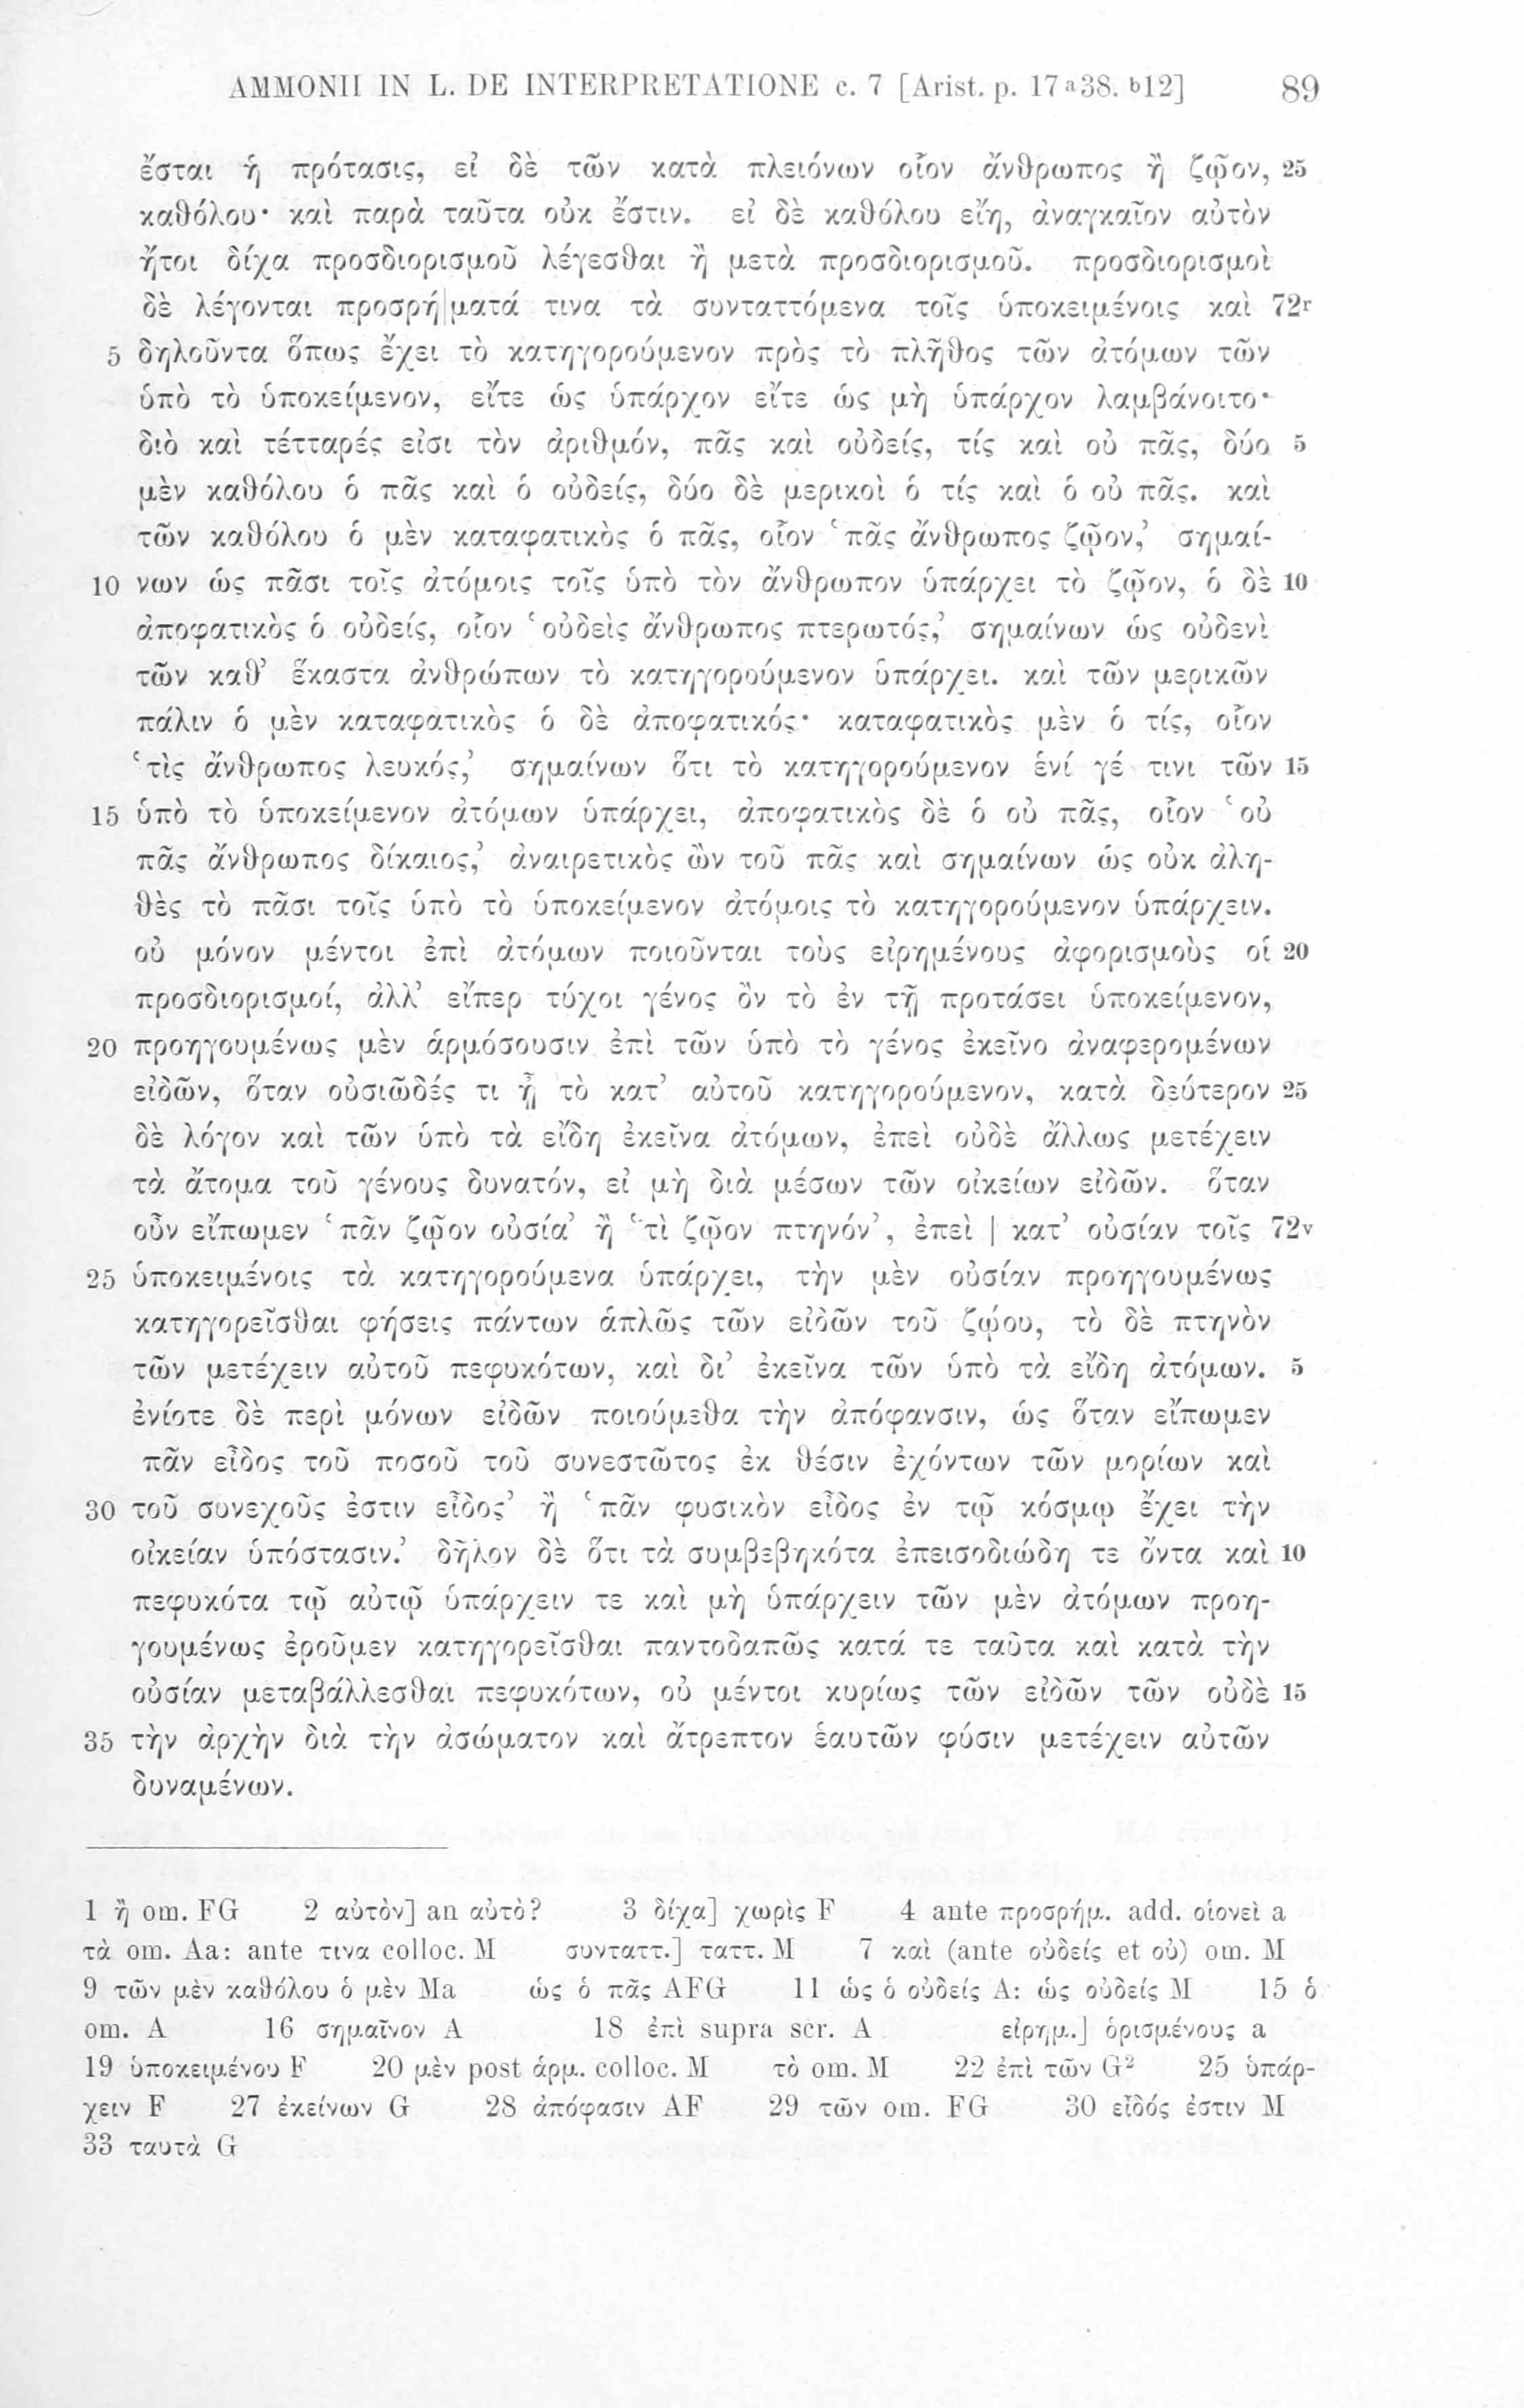 AMMONII IN L. DE INTERPRETATIONE c. 7 [Arist. p. 17ᵃ38. ᵇ12] 89
ἔσται ἡ πρότασις, εἰ δὲ τῶν κατὰ πλειόνων οἷον ἄνθρωπος ἢ ζῷον, 25
καθόλου· καὶ παρὰ ταῦτα οὐκ ἔστιν. εἰ δὲ καθόλου εἴη, ἀναγκαῖον αὐτὸν
ἤτοι δίχα προσδιορισμοῦ λέγεσθαι ἢ μετὰ προσδιορισμοῦ. προσδιορισμοὶ
δὲ λέγονται προσρή|ματά τινα τὰ συνταττόμενα τοῖς ὑποκειμένοις καὶ 72r
5 δηλοῦντα ὅπως ἔχει τὸ κατηγορούμενον πρὸς τὸ πλῆθος τῶν ἀτόμων τῶν
ὑπὸ τὸ ὑποκείμενον, εἴτε ὡς ὑπάρχον εἴτε ὡς μὴ ὑπάρχον λαμβάνοιτο·
διὸ καὶ τέτταρές εἰσι τὸν ἀριθμόν, πᾶς καὶ οὐδείς, τίς καὶ οὐ πᾶς, δύο 5
μὲν καθόλου ὁ πᾶς καὶ ὁ οὐδείς, δύο δὲ μερικοὶ ὁ τίς καὶ ὁ οὐ πᾶς. καὶ
τῶν καθόλου ὁ μὲν καταφατικὸς ὁ πᾶς, οἷον ‘πᾶς ἄνθρωπος ζῷον,’ σημαί-
10 νων ὡς πᾶσι τοῖς ἀτόμοις τοῖς ὑπὸ τὸν ἄνθρωπον ὑπάρχει τὸ ζῷον, ὁ δὲ 10
ἀποφατικὸς ὁ οὐδείς, οἷον ‘οὐδεὶς ἄνθρωπος πτερωτός,’ σημαίνων ὡς οὐδενὶ
τῶν καθ’ ἕκαστα ἀνθρώπων τὸ κατηγορούμενον ὑπάρχει. καὶ τῶν μερικῶν
πάλιν ὁ μὲν καταφατικὸς ὁ δὲ ἀποφατικός· καταφατικὸς μὲν ὁ τίς, οἷον
‘τὶς ἄνθρωπος λευκός,’ σημαίνων ὅτι τὸ κατηγορούμενον ἑνί γέ τινι τῶν 15
15 ὑπὸ τὸ ὑποκείμενον ἀτόμων ὑπάρχει, ἀποφατικὸς δὲ ὁ οὐ πᾶς, οἷον ‘οὐ
πᾶς ἄνθρωπος δίκαιος,’ ἀναιρετικὸς ὢν τοῦ πᾶς καὶ σημαίνων ὡς οὐκ ἀλη-
θὲς τὸ πᾶσι τοῖς ὑπὸ τὸ ὑποκείμενον ἀτόμοις τὸ κατηγορούμενον ὑπάρχειν.
οὐ μόνον μέντοι ἐπὶ ἀτόμων ποιοῦνται τοὺς εἰρημένους ἀφορισμοὺς οἱ 20
προσδιορισμοί, ἀλλ’ εἴπερ τύχοι γένος ὂν τὸ ἐν τῇ προτάσει ὑποκείμενον,
20 προηγουμένως μὲν ἁρμόσουσιν ἐπὶ τῶν ὑπὸ τὸ γένος ἐκεῖνο ἀναφερομένων
εἰδῶν, ὅταν οὐσιῶδές τι ᾖ τὸ κατ’ αὐτοῦ κατηγορούμενον, κατὰ δεύτερον 25
δὲ λόγον καὶ τῶν ὑπὸ τὰ εἴδη ἐκεῖνα ἀτόμων, ἐπεὶ οὐδὲ ἄλλως μετέχειν
τὰ ἄτομα τοῦ γένους δυνατόν, εἰ μὴ διὰ μέσων τῶν οἰκείων εἰδῶν. ὅταν
οὖν εἴπωμεν ‘πᾶν ζῷον οὐσία’ ἢ ‘τὶ ζῷον πτηνόν’, ἐπεὶ | κατ’ οὐσίαν τοῖς 72v
25 ὑποκειμένοις τὰ κατηγορούμενα ὑπάρχει, τὴν μὲν οὐσίαν προηγουμένως
κατηγορεῖσθαι φήσεις πάντων ἁπλῶς τῶν εἰδῶν τοῦ ζῴου, τὸ δὲ πτηνὸν
τῶν μετέχειν αὐτοῦ πεφυκότων, καὶ δι’ ἐκεῖνα τῶν ὑπὸ τὰ εἴδη ἀτόμων. 5
ἐνίοτε δὲ περὶ μόνων εἰδῶν ποιούμεθα τὴν ἀπόφανσιν, ὡς ὅταν εἴπωμεν
πᾶν εἶδος τοῦ ποσοῦ τοῦ συνεστῶτος ἐκ θέσιν ἐχόντων τῶν μορίων καὶ
30 τοῦ συνεχοῦς ἐστιν εἶδος’ ἢ ‘πᾶν φυσικὸν εἶδος ἐν τῷ κόσμῳ ἔχει τὴν
οἰκείαν ὑπόστασιν.’ δῆλον δὲ ὅτι τὰ συμβεβηκότα ἐπεισοδιώδη τε ὄντα καὶ 10
πεφυκότα τῷ αὐτῷ ὑπάρχειν τε καὶ μὴ ὑπάρχειν τῶν μὲν ἀτόμων προη-
γουμένως ἐροῦμεν κατηγορεῖσθαι παντοδαπῶς κατά τε ταῦτα καὶ κατὰ τὴν
οὐσίαν μεταβάλλεσθαι πεφυκότων, οὐ μέντοι κυρίως τῶν εἰδῶν τῶν οὐδὲ 15
35 τὴν ἀρχὴν διὰ τὴν ἀσώματον καὶ ἄτρεπτον ἑαυτῶν φύσιν μετέχειν αὐτῶν
δυναμένων.
1 ἢ om. FG 2 αὐτὸν] an αὐτὸ? 3 δίχα] χωρὶς F 4 ante προσρήμ. add. οἱονεὶ a
τὰ om. Aa: ante τινα colloc. M συνταττ.] ταττ. M 7 καὶ (ante οὐδείς et οὐ) om. M
9 τῶν μὲν καθόλου ὁ μὲν Ma ὡς ὁ πᾶς AFG 11 ὡς ὁ οὐδείς A: ὡς οὐδείς M 15 ὁ
om. A 16 σημαῖνον A 18 ἐπὶ supra scr. A εἰρημ.] ὁρισμένους a
19 ὑποκειμένου F 20 μὲν post ἁρμ. colloc. M τὸ om. M 22 ἐπὶ τῶν G² 25 ὑπάρ-
χειν F 27 ἐκείνων G 28 ἀπόφασιν AF 29 τῶν om. FG 30 εἶδός ἐστιν M
33 ταυτὰ G